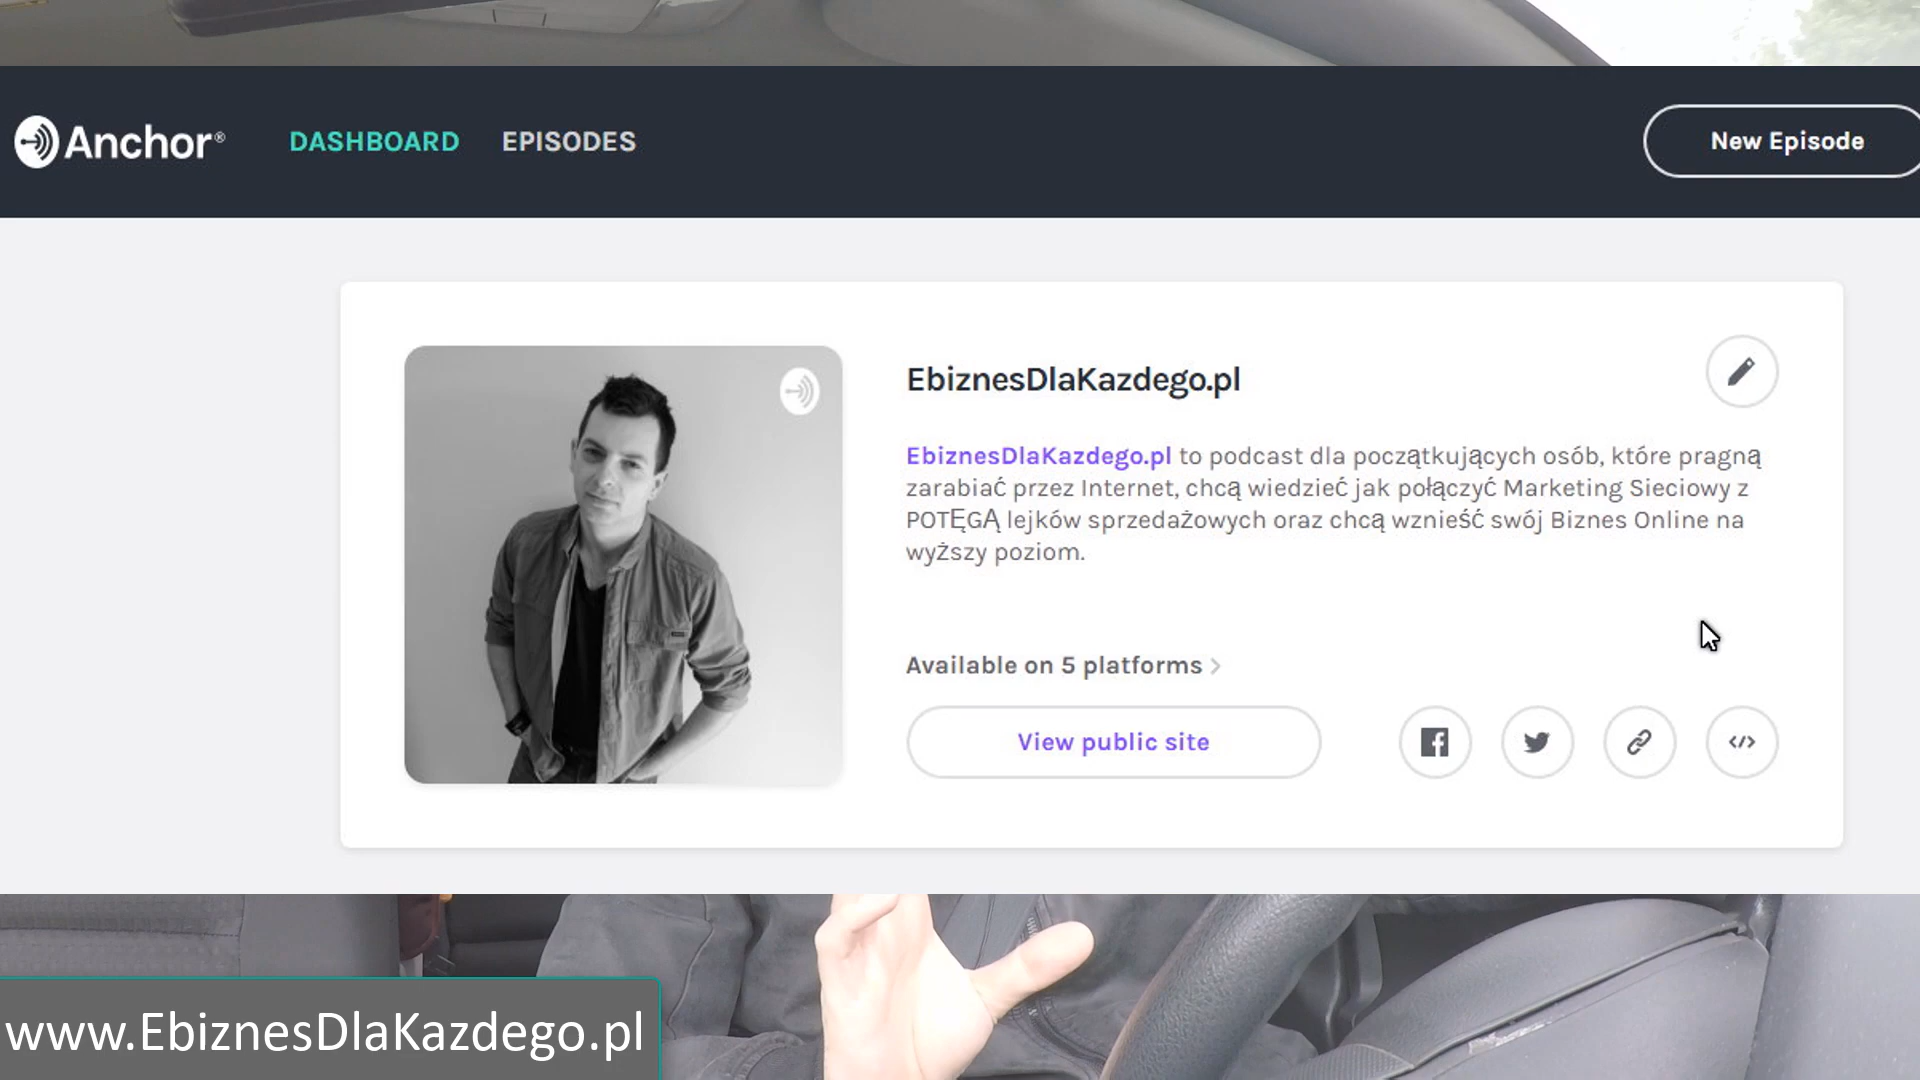 Anchor®
DASHBOARD
EPISODES
New Episode
EbiznesDlaKazdego.pl
EbiznesDlaKazdego.pl to podcast dla początkujących osób, które pragną
zarabiać przez Internet, chcą wiedzieć jak połączyć Marketing Sieciowy z
POTĘGĄ lejków sprzedażowych oraz chcą wznieść swój Biznes Online na
wyższy poziom.
Available on 5 platforms
View public site
www.EbiznesDlaKazdego.pl